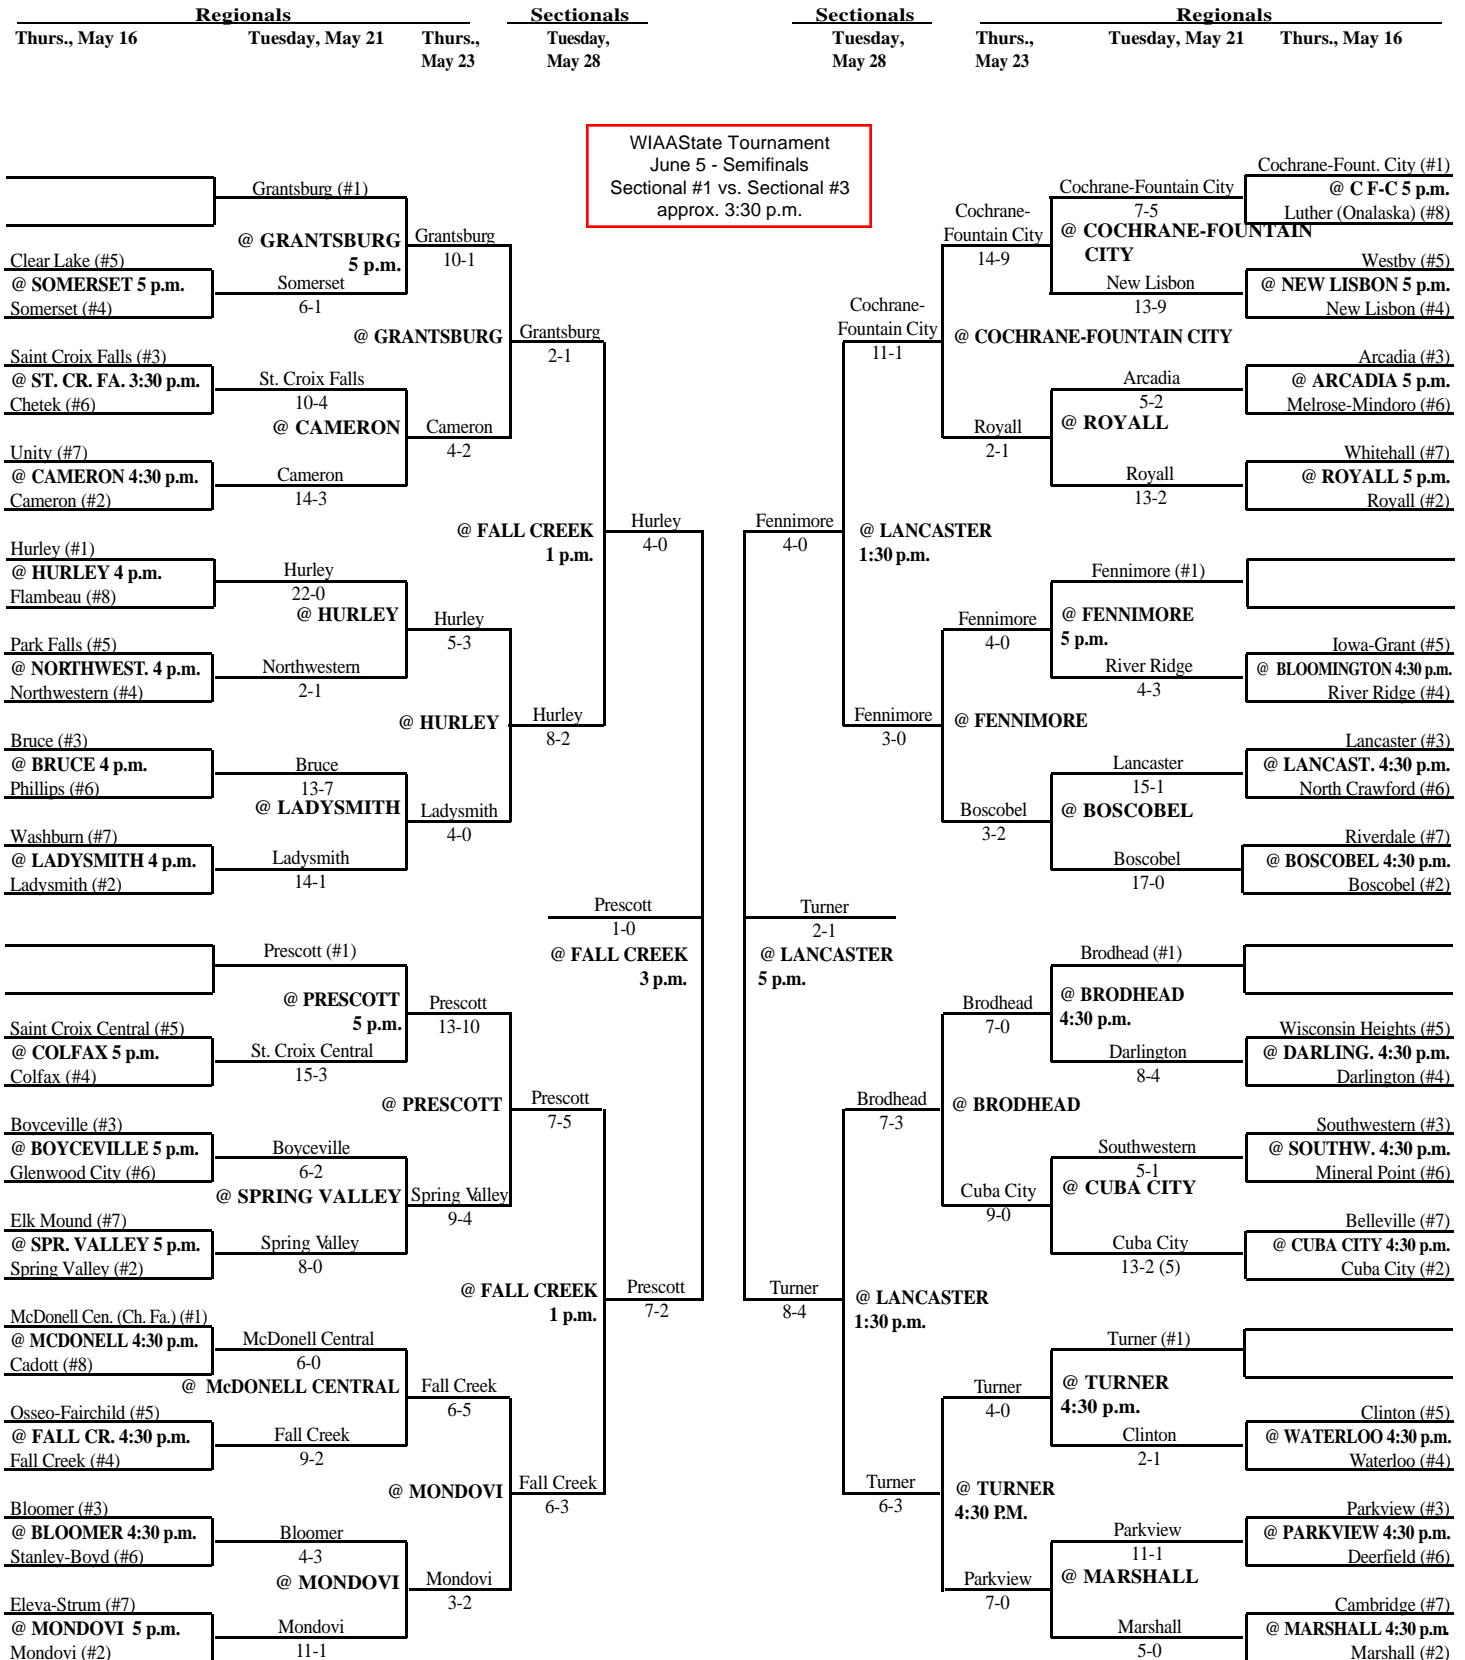 Regionals
Sectionals
Sectionals
Regionals
Thurs., May 16
Tuesday, May 21
Thurs.,
May 23
Tuesday,
May 28
Tuesday,
May 28
Thurs.,
May 23
Tuesday, May 21
Thurs., May 16
WIAAState Tournament
June 5 - Semifinals
Sectional #1 vs. Sectional #3
approx. 3:30 p.m.
Grantsburg (#1)
@ GRANTSBURG
5 p.m.
Clear Lake (#5)
@ SOMERSET 5 p.m.
Somerset (#4)
Somerset
6-1
Grantsburg
10-1
@ GRANTSBURG
Saint Croix Falls (#3)
@ ST. CR. FA. 3:30 p.m.
Chetek (#6)
St. Croix Falls
10-4
@ CAMERON
Unity (#7)
@ CAMERON 4:30 p.m.
Cameron (#2)
Cameron
14-3
Cameron
4-2
Grantsburg
2-1
@ FALL CREEK
1 p.m.
Hurley (#1)
@ HURLEY 4 p.m.
Flambeau (#8)
Hurley
22-0
@ HURLEY
Park Falls (#5)
@ NORTHWEST. 4 p.m.
Northwestern (#4)
Northwestern
2-1
Hurley
5-3
@ HURLEY
Bruce (#3)
@ BRUCE 4 p.m.
Phillips (#6)
Bruce
13-7
@ LADYSMITH
Washburn (#7)
@ LADYSMITH 4 p.m.
Ladysmith (#2)
Ladysmith
14-1
Ladysmith
4-0
Hurley
8-2
Hurley
4-0
Prescott
1-0
@ FALL CREEK
3 p.m.
Prescott (#1)
@ PRESCOTT
5 p.m.
Saint Croix Central (#5)
@ COLFAX 5 p.m.
Colfax (#4)
St. Croix Central
15-3
Prescott
13-10
@ PRESCOTT
Boyceville (#3)
@ BOYCEVILLE 5 p.m.
Glenwood City (#6)
Boyceville
6-2
@ SPRING VALLEY
Elk Mound (#7)
@ SPR. VALLEY 5 p.m.
Spring Valley (#2)
Spring Valley
8-0
Spring Valley
9-4
Prescott
7-5
@ FALL CREEK
1 p.m.
Prescott
7-2
McDonell Cen. (Ch. Fa.) (#1)
@ MCDONELL 4:30 p.m.
Cadott (#8)
McDonell Central
6-0
@ McDONELL CENTRAL
Osseo-Fairchild (#5)
@ FALL CR. 4:30 p.m.
Fall Creek (#4)
Fall Creek
9-2
Fall Creek
6-5
@ MONDOVI
Bloomer (#3)
@ BLOOMER 4:30 p.m.
Stanley-Boyd (#6)
Bloomer
4-3
@ MONDOVI
Eleva-Strum (#7)
@ MONDOVI 5 p.m.
Mondovi (#2)
Mondovi
11-1
Mondovi
3-2
Fall Creek
6-3
Cochrane-Fount. City (#1)
@ C F-C 5 p.m.
Luther (Onalaska) (#8)
Cochrane-Fountain City
7-5
@ COCHRANE-FOUNTAIN
CITY
Westby (#5)
@ NEW LISBON 5 p.m.
New Lisbon (#4)
New Lisbon
13-9
Cochrane-
Fountain City
14-9
@ COCHRANE-FOUNTAIN CITY
Arcadia (#3)
@ ARCADIA 5 p.m.
Melrose-Mindoro (#6)
Arcadia
5-2
@ ROYALL
Whitehall (#7)
@ ROYALL 5 p.m.
Royall (#2)
Royall
13-2
Royall
2-1
Cochrane-
Fountain City
11-1
@ LANCASTER
1:30 p.m.
Fennimore
4-0
Fennimore (#1)
@ FENNIMORE
5 p.m.
Iowa-Grant (#5)
@ BLOOMINGTON 4:30 p.m.
River Ridge (#4)
River Ridge
4-3
Fennimore
4-0
@ FENNIMORE
Lancaster (#3)
@ LANCAST. 4:30 p.m.
North Crawford (#6)
Lancaster
15-1
@ BOSCOBEL
Riverdale (#7)
@ BOSCOBEL 4:30 p.m.
Boscobel (#2)
Boscobel
17-0
Boscobel
3-2
Fennimore
3-0
Turner
2-1
@ LANCASTER
5 p.m.
Brodhead (#1)
@ BRODHEAD
4:30 p.m.
Wisconsin Heights (#5)
@ DARLING. 4:30 p.m.
Darlington (#4)
Darlington
8-4
Brodhead
7-0
@ BRODHEAD
Southwestern (#3)
@ SOUTHW. 4:30 p.m.
Mineral Point (#6)
Southwestern
5-1
@ CUBA CITY
Belleville (#7)
@ CUBA CITY 4:30 p.m.
Cuba City (#2)
Cuba City
13-2 (5)
Cuba City
9-0
Brodhead
7-3
@ LANCASTER
1:30 p.m.
Turner
8-4
Turner (#1)
@ TURNER
4:30 p.m.
Clinton (#5)
@ WATERLOO 4:30 p.m.
Waterloo (#4)
Clinton
2-1
Turner
4-0
@ TURNER
4:30 P.M.
Parkview (#3)
@ PARKVIEW 4:30 p.m.
Deerfield (#6)
Parkview
11-1
@ MARSHALL
Cambridge (#7)
@ MARSHALL 4:30 p.m.
Marshall (#2)
Marshall
5-0
Parkview
7-0
Turner
6-3